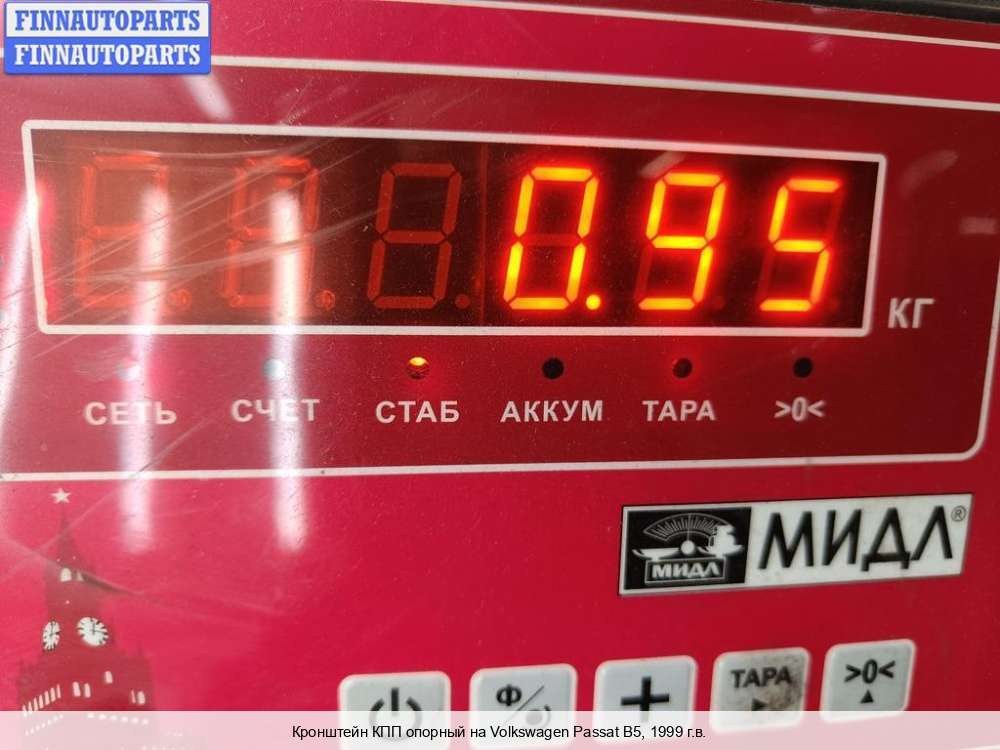 FINNAUTOPARTS
FINNAUTOPARTS
0.95
КГ
СЕТЬ СЧЕТ СТАБ АККУМ ТАРА >0<
МИДЛ МИДЛ®
Ф/ + ТАРА >0<
Кронштейн КПП опорный на Volkswagen Passat B5, 1999 г.в.